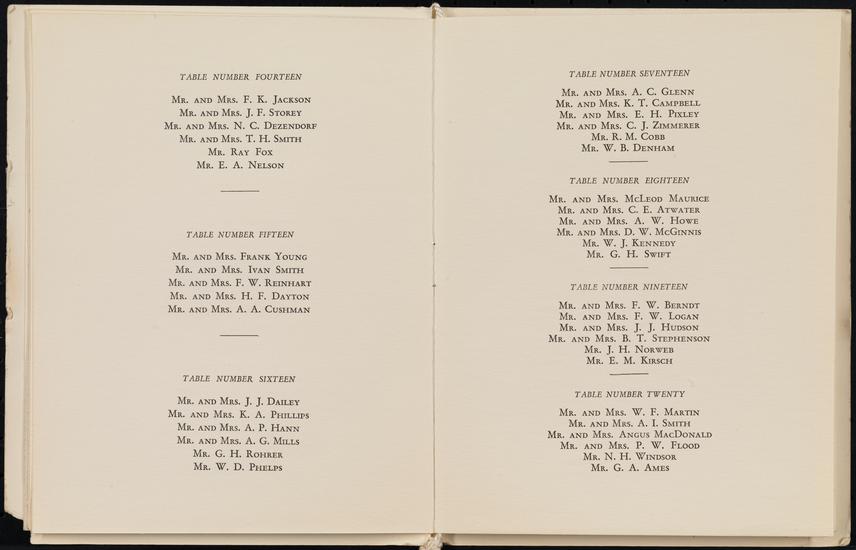 TABLE NUMBER FOURTEEN
Mr. and Mrs. F. K. Jackson
Mr. and Mrs. J. F. Storey
Mr. and Mrs. N. C. Dezendorf
Mr. and Mrs. T. H. Smith
Mr. Ray Fox
Mr. E. A. Nelson
TABLE NUMBER FIFTEEN
Mr. and Mrs. Frank Young
Mr. and Mrs. Ivan Smith
Mr. and Mrs. F. W. Reinhart
Mr. and Mrs. H. F. Dayton
Mr. and Mrs. A. A. Cushman
TABLE NUMBER SIXTEEN
Mr. and Mrs. J. J. Dailey
Mr. and Mrs. K. A. Phillips
Mr. and Mrs. A. P. Hann
Mr. and Mrs. A. G. Mills
Mr. G. H. Rohrer
Mr. W. D. Phelps
TABLE NUMBER SEVENTEEN
Mr. and Mrs. A. C. Glenn
Mr. and Mrs. K. T. Campbell
Mr. and Mrs. E. H. Pixley
Mr. and Mrs. C. J. Zimmerer
Mr. R. M. Cobb
Mr. W. B. Denham
TABLE NUMBER EIGHTEEN
Mr. and Mrs. McLeod Maurice
Mr. and Mrs. C. E. Atwater
Mr. and Mrs. A. W. Howe
Mr. and Mrs. D. W. McGinnis
Mr. W. J. Kennedy
Mr. G. H. Swift
TABLE NUMBER NINETEEN
Mr. and Mrs. F. W. Berndt
Mr. and Mrs. F. W. Logan
Mr. and Mrs. J. J. Hudson
Mr. and Mrs. B. T. Stephenson
Mr. J. H. Norweb
Mr. E. M. Kirsch
TABLE NUMBER TWENTY
Mr. and Mrs. W. F. Martin
Mr. and Mrs. A. I. Smith
Mr. and Mrs. Angus MacDonald
Mr. and Mrs. P. W. Flood
Mr. N. H. Windsor
Mr. G. A. Ames